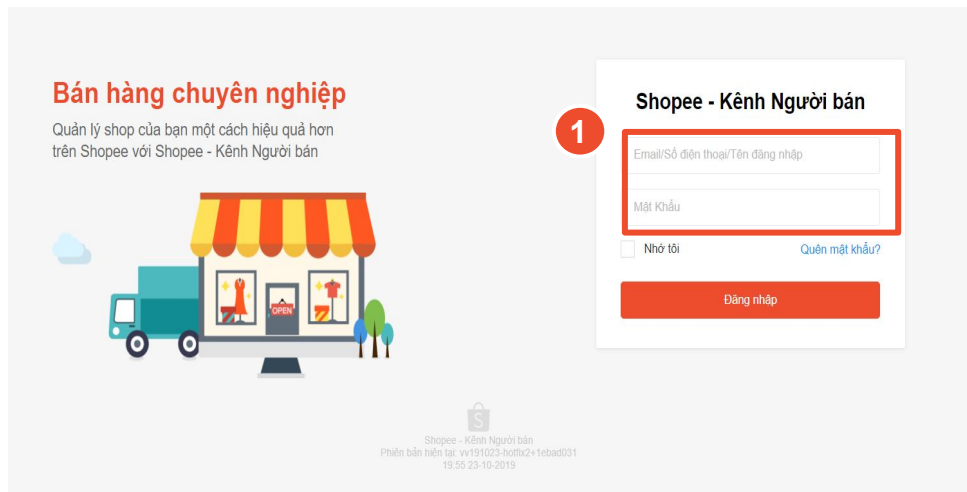 Bán hàng chuyên nghiệp
Quản lý shop của bạn một cách hiệu quả hơn
trên Shopee với Shopee - Kênh Người bán
OPEN
Shopee - Kênh Người bán
1
Email/Số điện thoại/Tên đăng nhập
Mật Khẩu
Nhớ tôi
Quên mật khẩu?
Đăng nhập
S
Shopee - Kênh Người bán
Phiên bản hiện tại: vv191023-hotfix2+1ebad031
19:55 23-10-2019